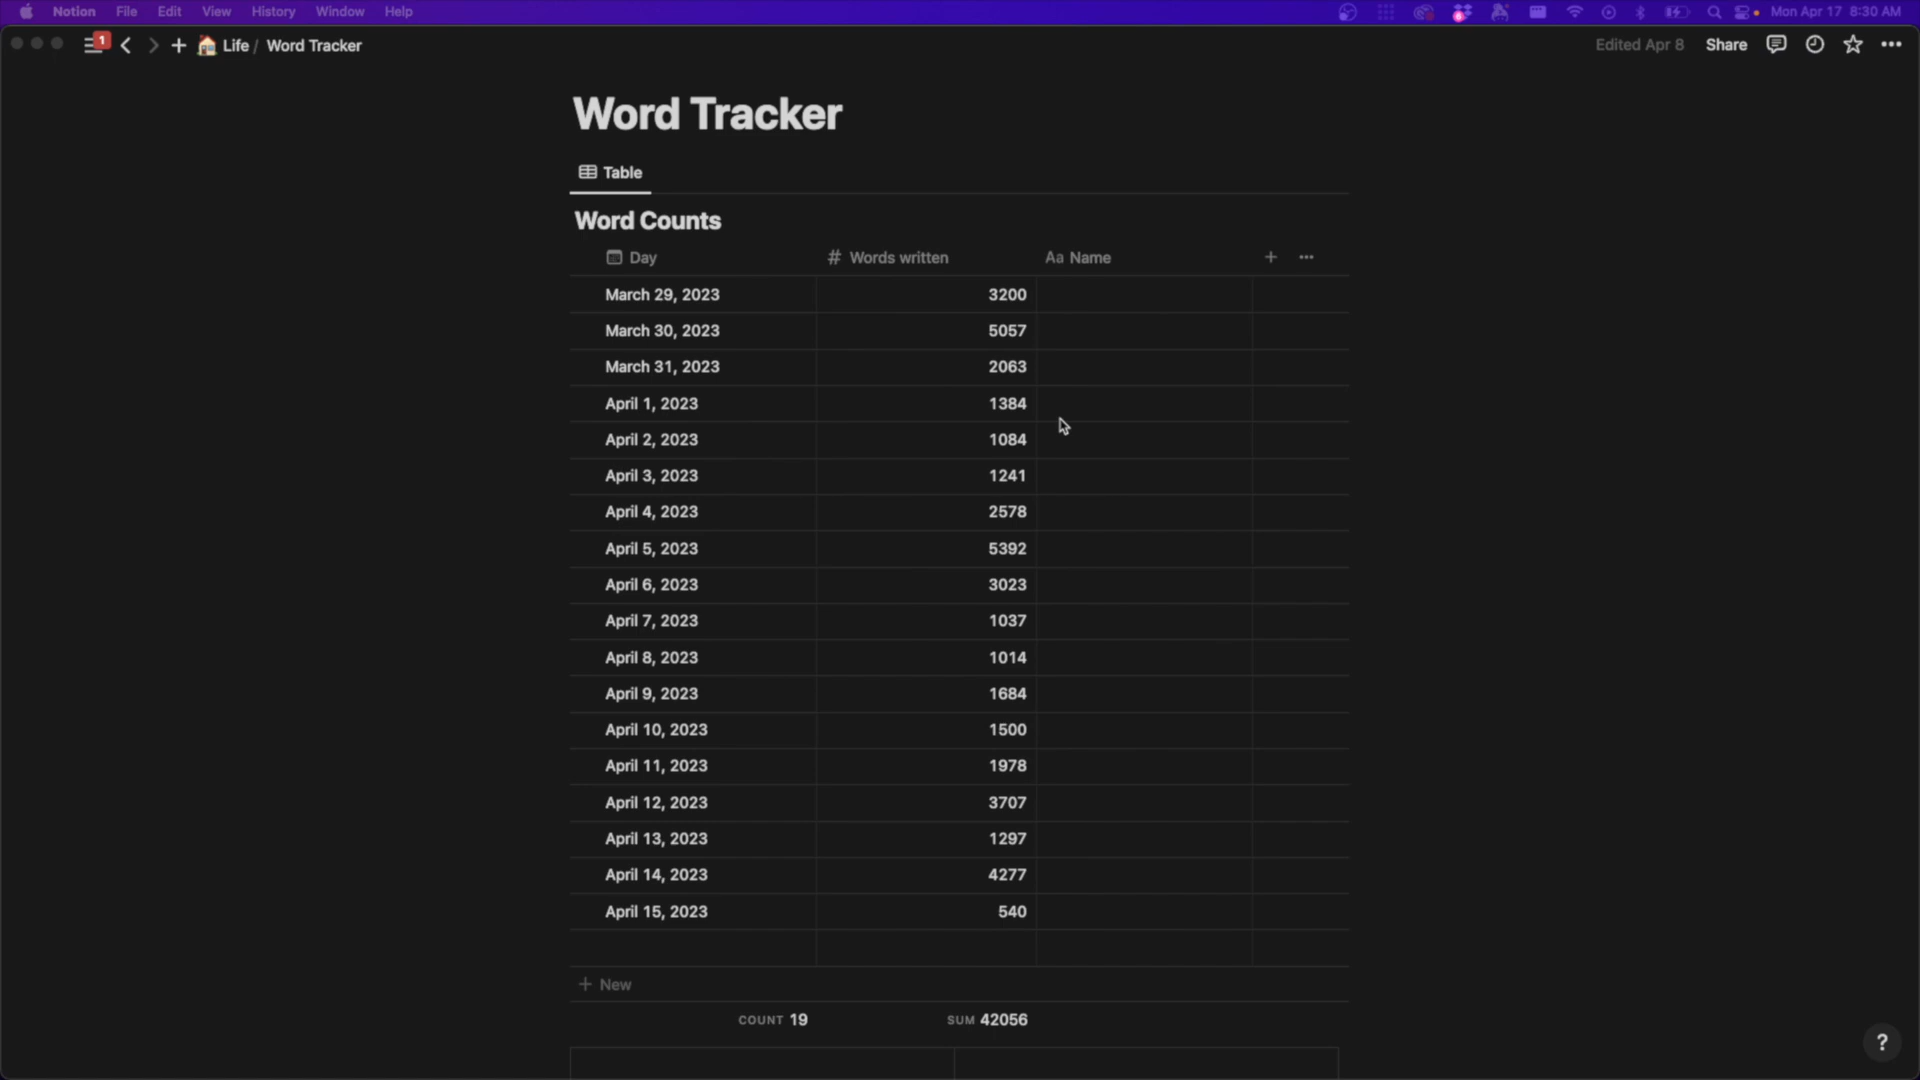 Notion File Edit View History Window Help Mon Apr 17 8:30 AM
1 Life / Word Tracker Edited Apr 8 Share
Word Tracker
Table
Word Counts
Day # Words written Aa Name
March 29, 2023 3200
March 30, 2023 5057
March 31, 2023 2063
April 1, 2023 1384
April 2, 2023 1084
April 3, 2023 1241
April 4, 2023 2578
April 5, 2023 5392
April 6, 2023 3023
April 7, 2023 1037
April 8, 2023 1014
April 9, 2023 1684
April 10, 2023 1500
April 11, 2023 1978
April 12, 2023 3707
April 13, 2023 1297
April 14, 2023 4277
April 15, 2023 540
+ New
COUNT 19 SUM 42056
?